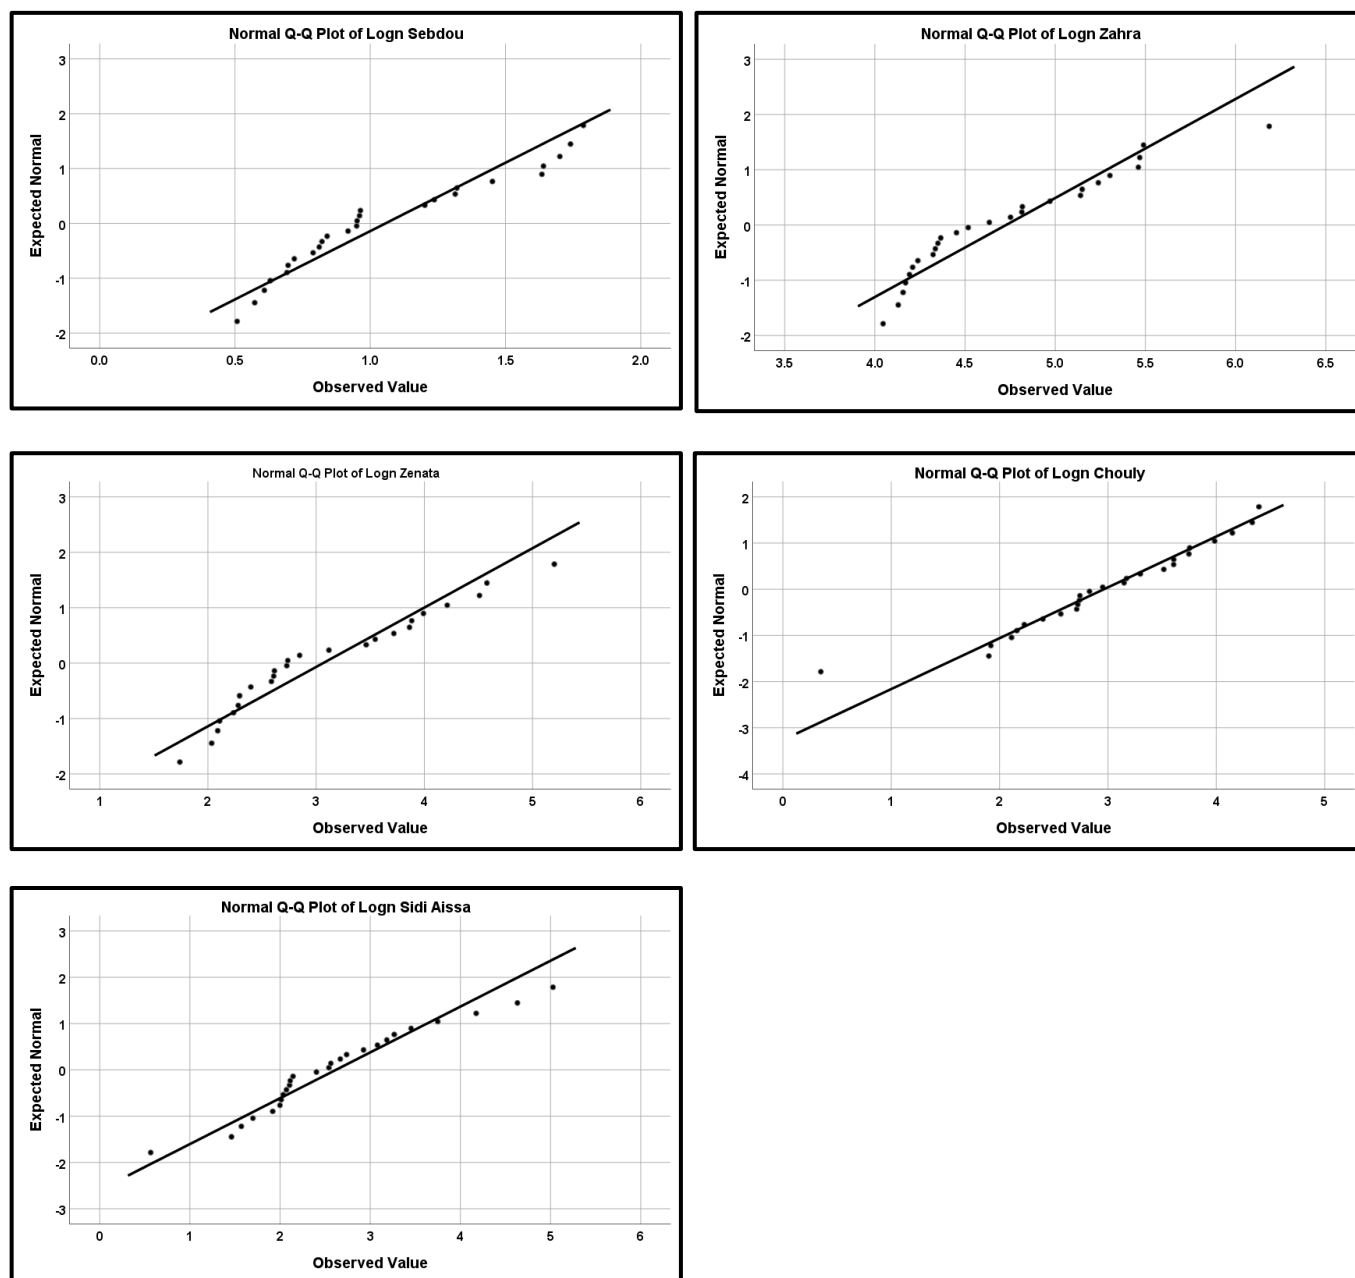 Normal Q-Q Plot of Logn Sebdou
Expected Normal
3
2
1
0
-1
-2
0.0 0.5 1.0 1.5 2.0
Observed Value
Normal Q-Q Plot of Logn Zahra
Expected Normal
3
2
1
0
-1
-2
3.5 4.0 4.5 5.0 5.5 6.0 6.5
Observed Value
Normal Q-Q Plot of Logn Zenata
Expected Normal
3
2
1
0
-1
-2
1 2 3 4 5 6
Observed Value
Normal Q-Q Plot of Logn Chouly
Expected Normal
2
1
0
-1
-2
-3
-4
0 1 2 3 4 5
Observed Value
Normal Q-Q Plot of Logn Sidi Aissa
Expected Normal
3
2
1
0
-1
-2
-3
0 1 2 3 4 5 6
Observed Value